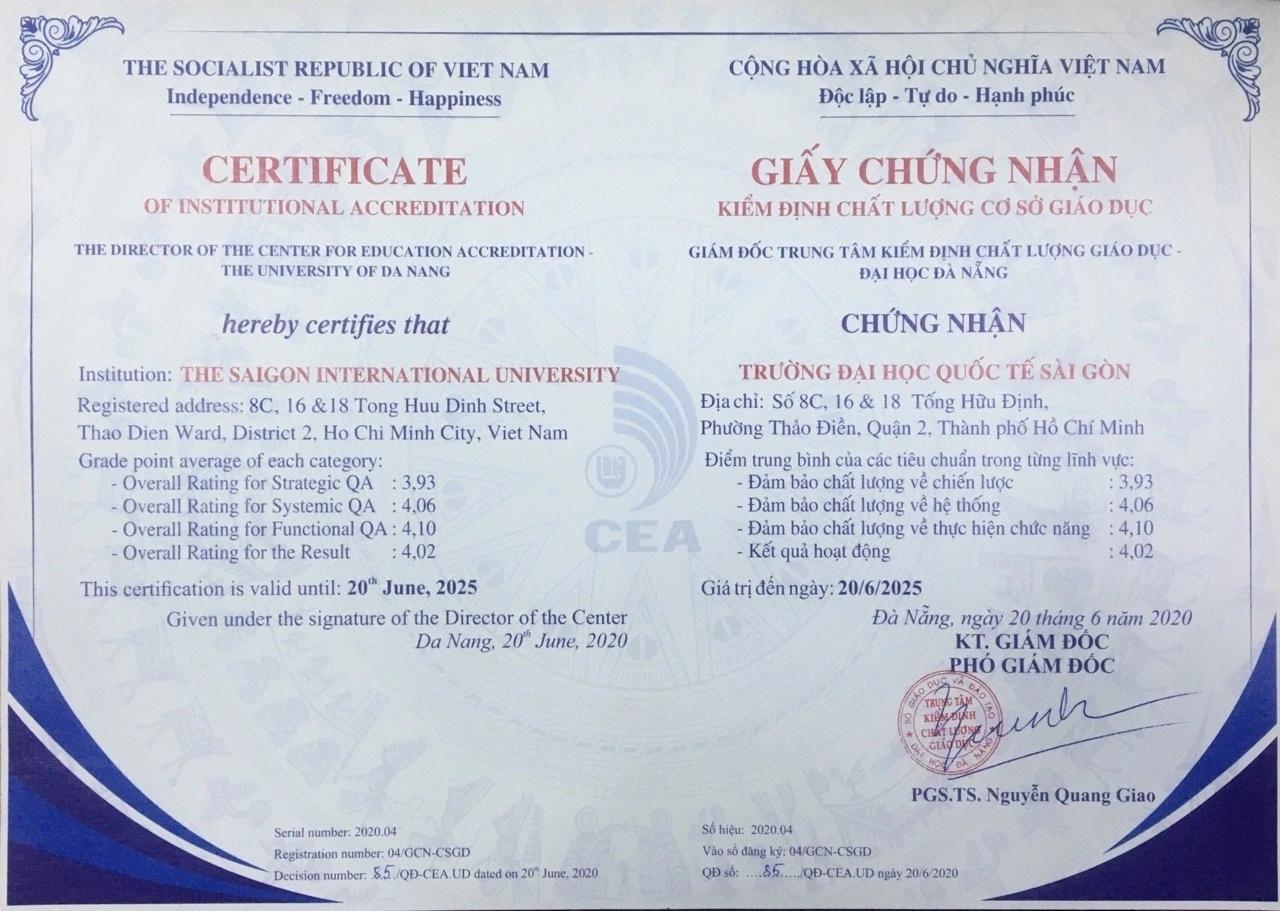 THE SOCIALIST REPUBLIC OF VIET NAM
Independence - Freedom - Happiness
CERTIFICATE
OF INSTITUTIONAL ACCREDITATION
THE DIRECTOR OF THE CENTER FOR EDUCATION ACCREDITATION -
THE UNIVERSITY OF DA NANG
hereby certifies that
Institution: THE SAIGON INTERNATIONAL UNIVERSITY
Registered address: 8C, 16 &18 Tong Huu Dinh Street,
Thao Dien Ward, District 2, Ho Chi Minh City, Viet Nam
Grade point average of each category:
- Overall Rating for Strategic QA : 3,93
- Overall Rating for Systemic QA : 4,06
- Overall Rating for Functional QA : 4,10
- Overall Rating for the Result : 4,02
This certification is valid until: 20th June, 2025
Given under the signature of the Director of the Center
Da Nang, 20th June, 2020
Serial number: 2020.04
Registration number: 04/GCN-CSGD
Decision number: 85/QĐ-CEA.UD dated on 20th June, 2020
CỘNG HÒA XÃ HỘI CHỦ NGHĨA VIỆT NAM
Độc lập - Tự do - Hạnh phúc
GIẤY CHỨNG NHẬN
KIỂM ĐỊNH CHẤT LƯỢNG CƠ SỞ GIÁO DỤC
GIÁM ĐỐC TRUNG TÂM KIỂM ĐỊNH CHẤT LƯỢNG GIÁO DỤC -
ĐẠI HỌC ĐÀ NẴNG
CHỨNG NHẬN
TRƯỜNG ĐẠI HỌC QUỐC TẾ SÀI GÒN
Địa chỉ: Số 8C, 16 & 18 Tống Hữu Định,
Phường Thảo Điền, Quận 2, Thành phố Hồ Chí Minh
Điểm trung bình của các tiêu chuẩn trong từng lĩnh vực:
- Đảm bảo chất lượng về chiến lược : 3,93
- Đảm bảo chất lượng về hệ thống : 4,06
- Đảm bảo chất lượng về thực hiện chức năng : 4,10
- Kết quả hoạt động : 4,02
Giá trị đến ngày: 20/6/2025
Đà Nẵng, ngày 20 tháng 6 năm 2020
KT. GIÁM ĐỐC
PHÓ GIÁM ĐỐC
BỘ GIÁO DỤC VÀ ĐÀO TẠO
TRUNG TÂM
KIỂM ĐỊNH
CHẤT LƯỢNG
GIÁO DỤC
ĐẠI HỌC ĐÀ NẴNG
PGS.TS. Nguyễn Quang Giao
Số hiệu: 2020.04
Vào sổ đăng ký: 04/GCN-CSGD
QĐ số: ....85...../QĐ-CEA.UD ngày 20/6/2020
CEA